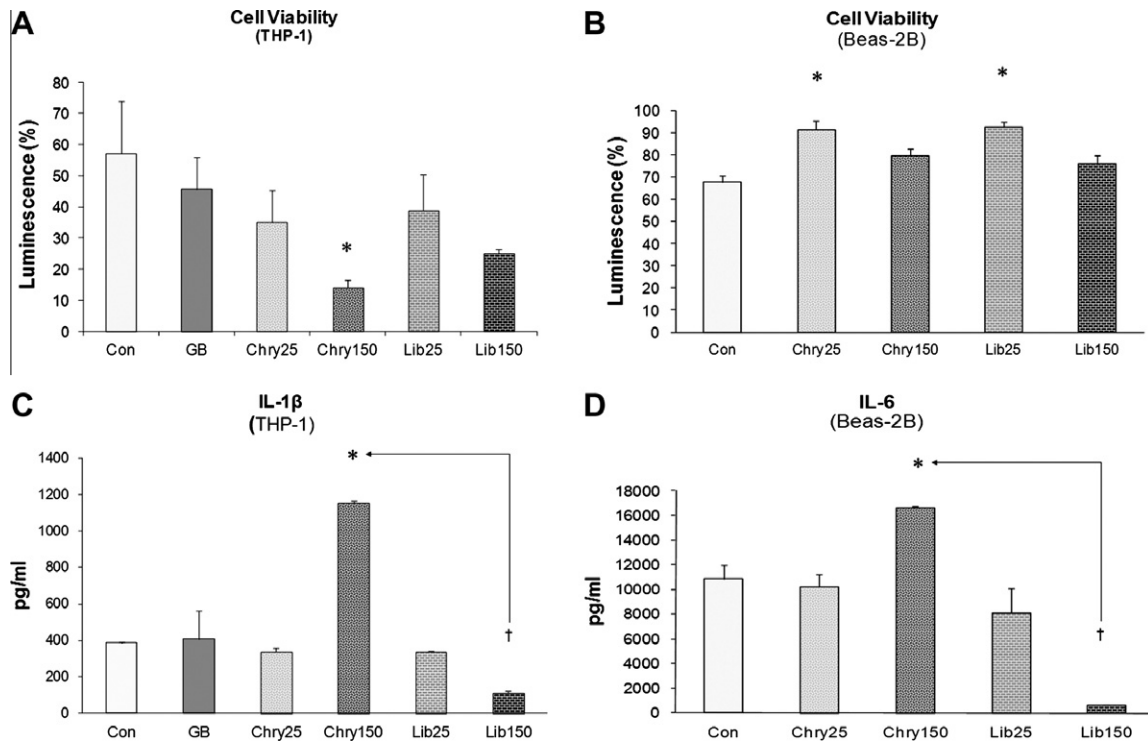 A
Cell Viability
(THP-1)
Luminescence (%)
80
70
60
50
40
30
20
10
0
*
Con GB Chry25 Chry150 Lib25 Lib150
B
Cell Viability
(Beas-2B)
Luminescence (%)
100
90
80
70
60
50
40
30
20
10
0
* *
Con Chry25 Chry150 Lib25 Lib150
C
IL-1β
(THP-1)
pg/ml
1400
1200
1000
800
600
400
200
0
*
†
Con GB Chry25 Chry150 Lib25 Lib150
D
IL-6
(Beas-2B)
pg/ml
18000
16000
14000
12000
10000
8000
6000
4000
2000
0
*
†
Con Chry25 Chry150 Lib25 Lib150